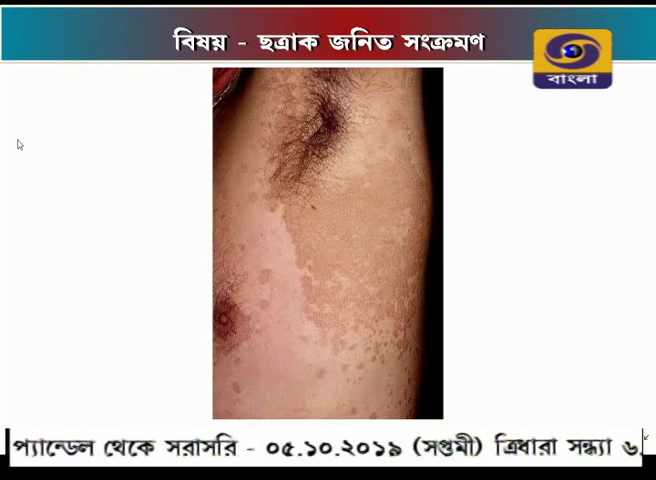 বিষয় - ছত্রাক জনিত সংক্রমণ
বাংলা
প্যান্ডেল থেকে সরাসরি - ০৫.১০.২০১৯ (সপ্তমী) ত্রিধারা সন্ধ্যা ৬.